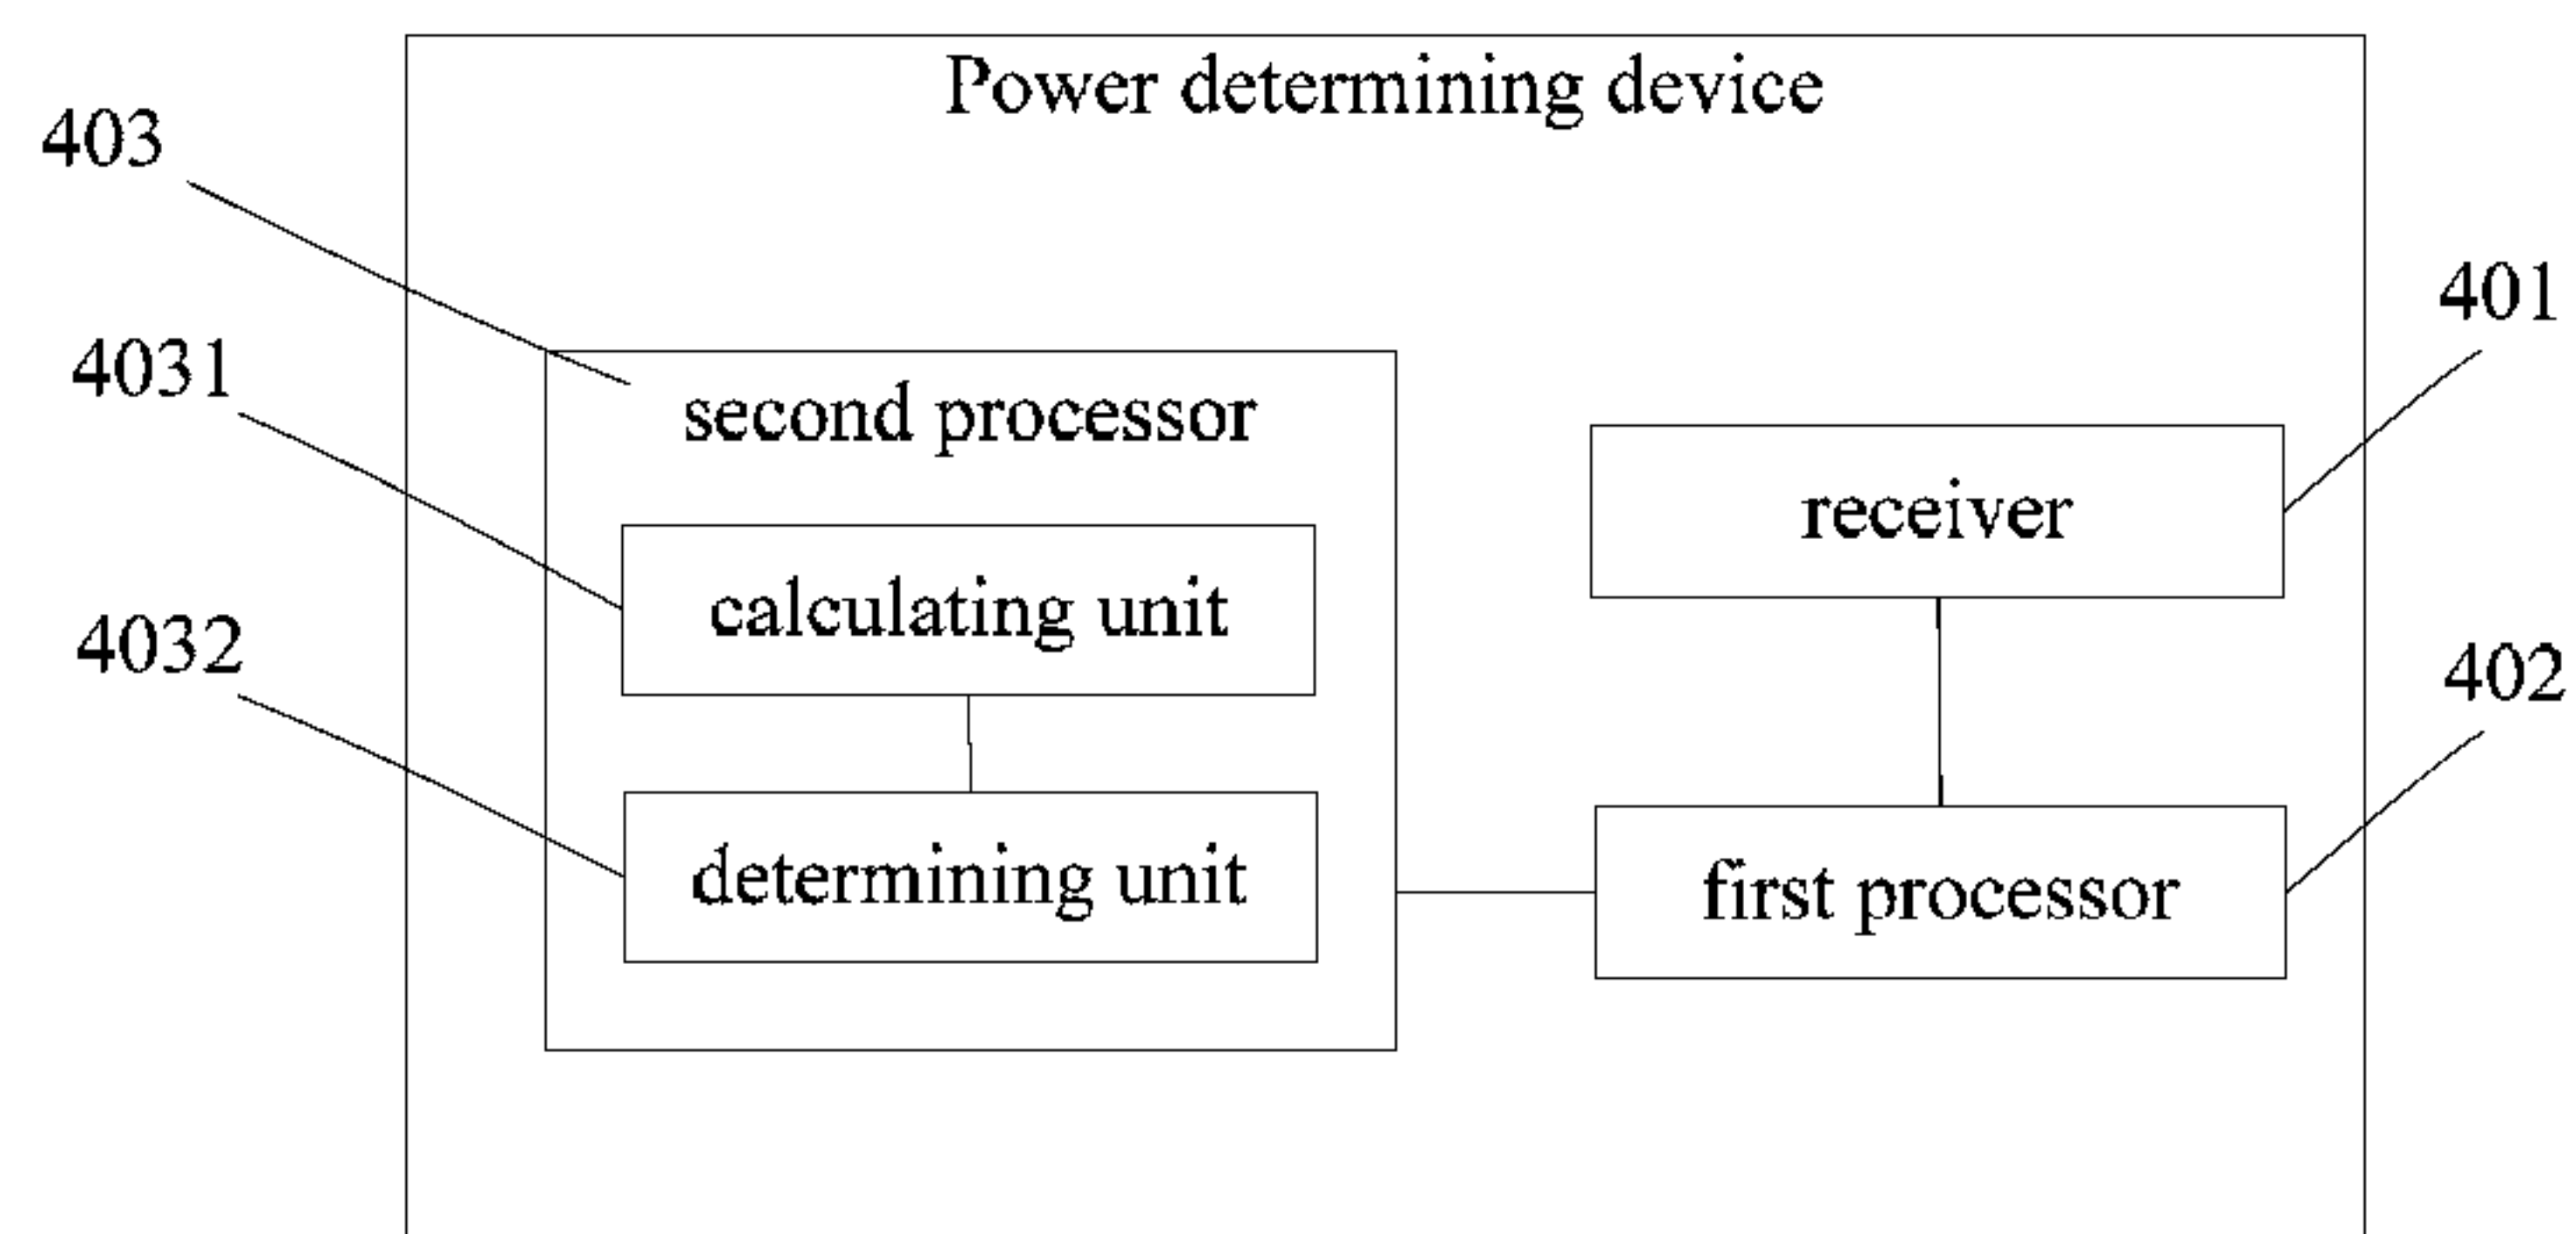 Power determining device
403
401
4031
second processor
receiver
calculating unit
4032
402
determining unit
first processor